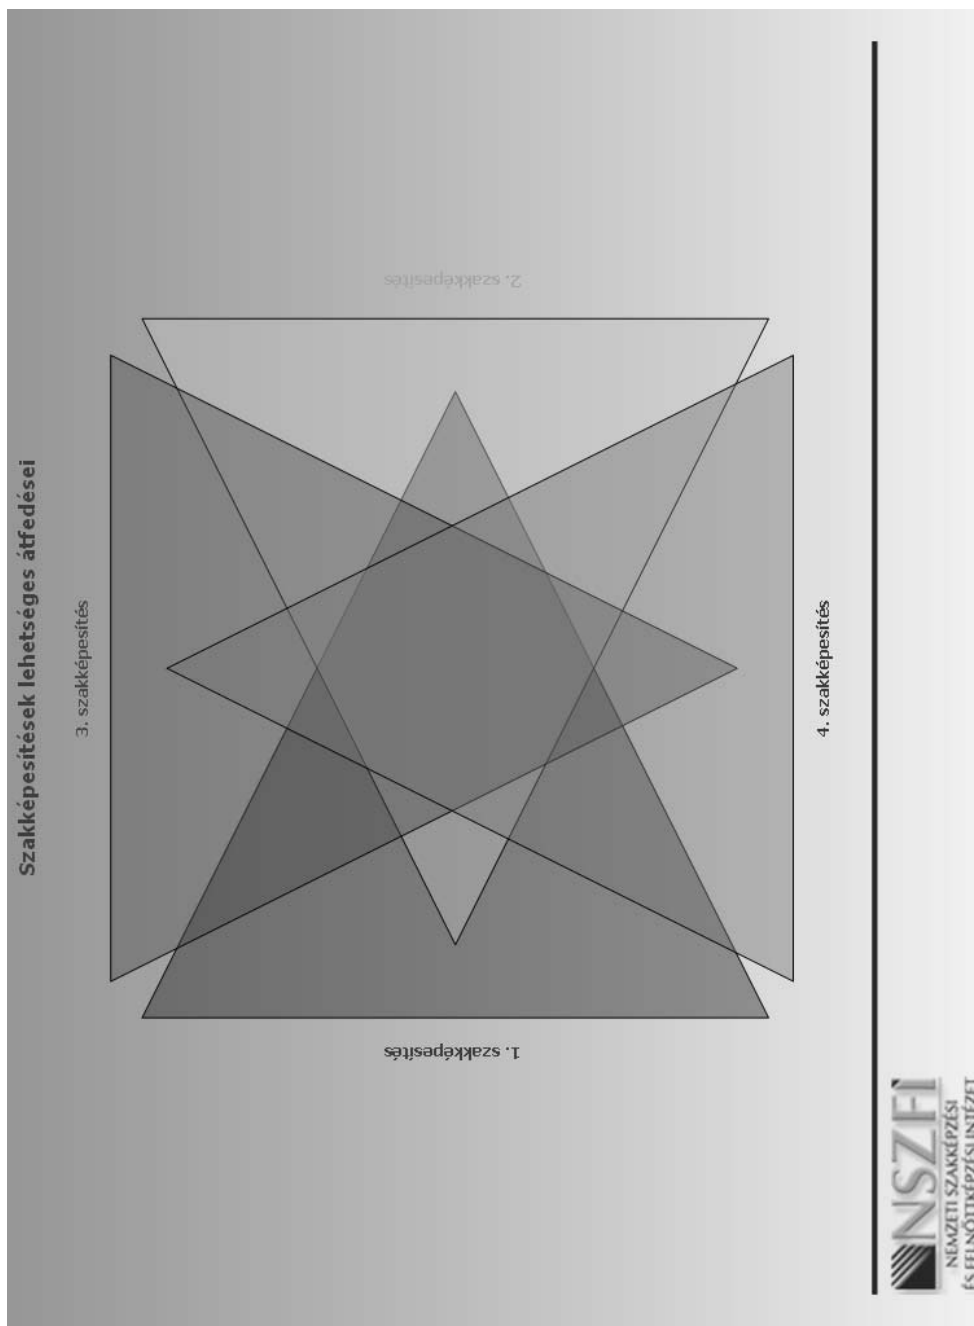 Szakképesítések lehetséges átfedései
3. szakképesítés
2. szakképesítés
1. szakképesítés
4. szakképesítés
NSZFI
NEMZETI SZAKKÉPZÉSI
ÉS FELNŐTTKÉPZÉSI INTÉZET